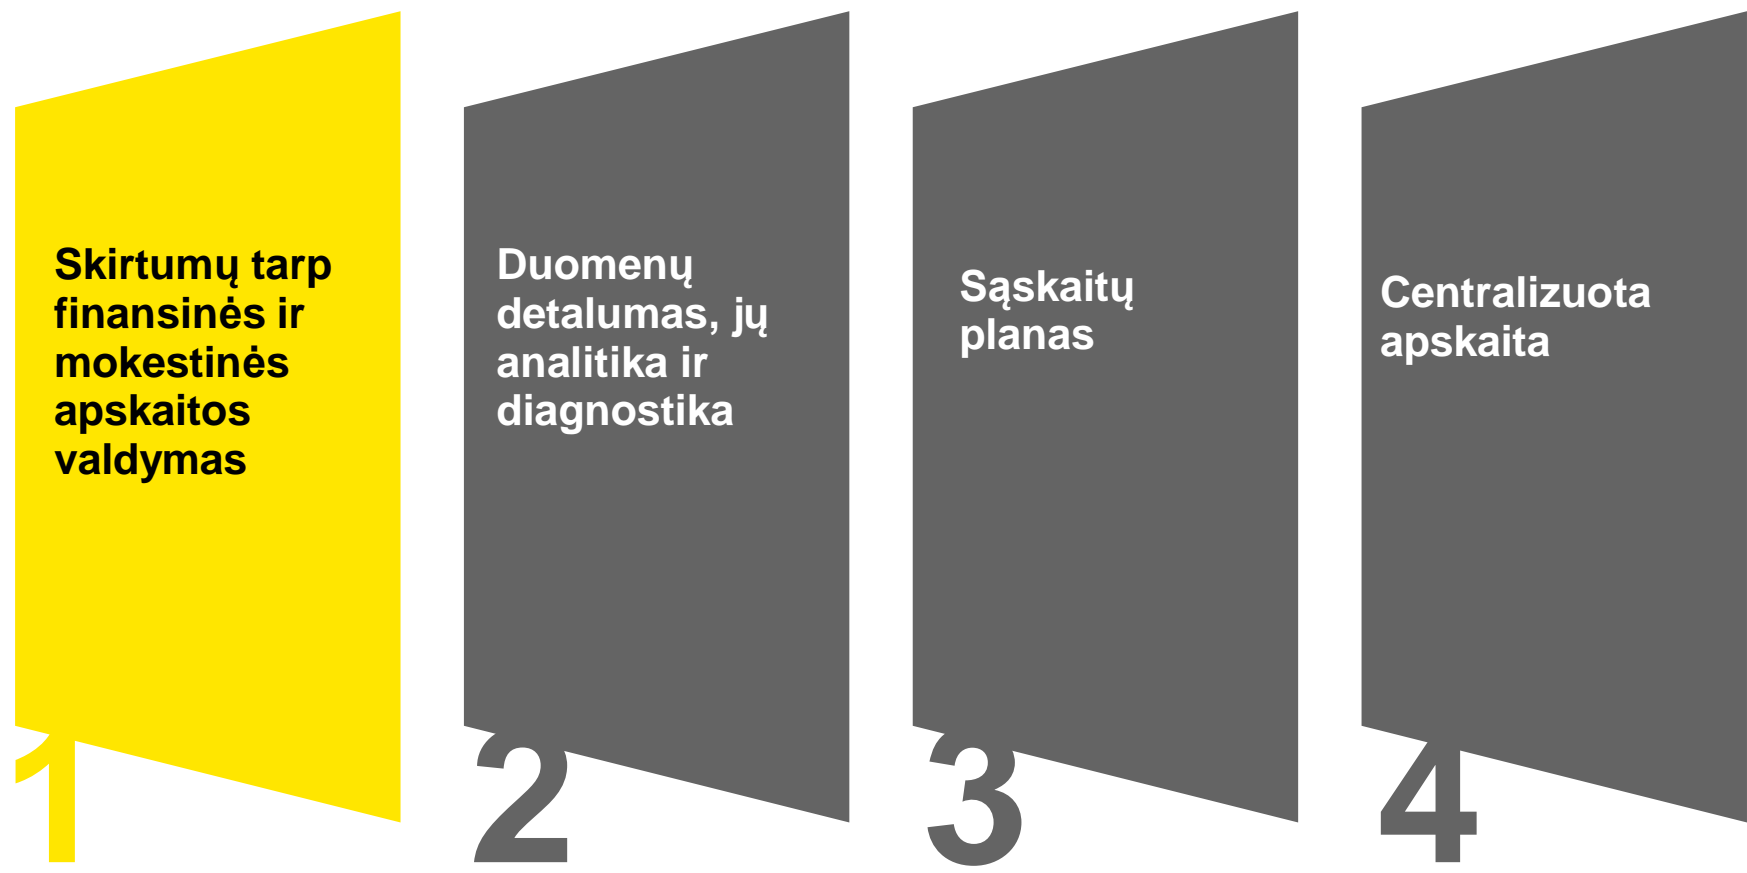 Skirtumų tarp
finansinės ir
mokestinės
apskaitos
valdymas
1
Duomenų
detalumas, jų
analitika ir
diagnostika
2
Sąskaitų
planas
3
Centralizuota
apskaita
4